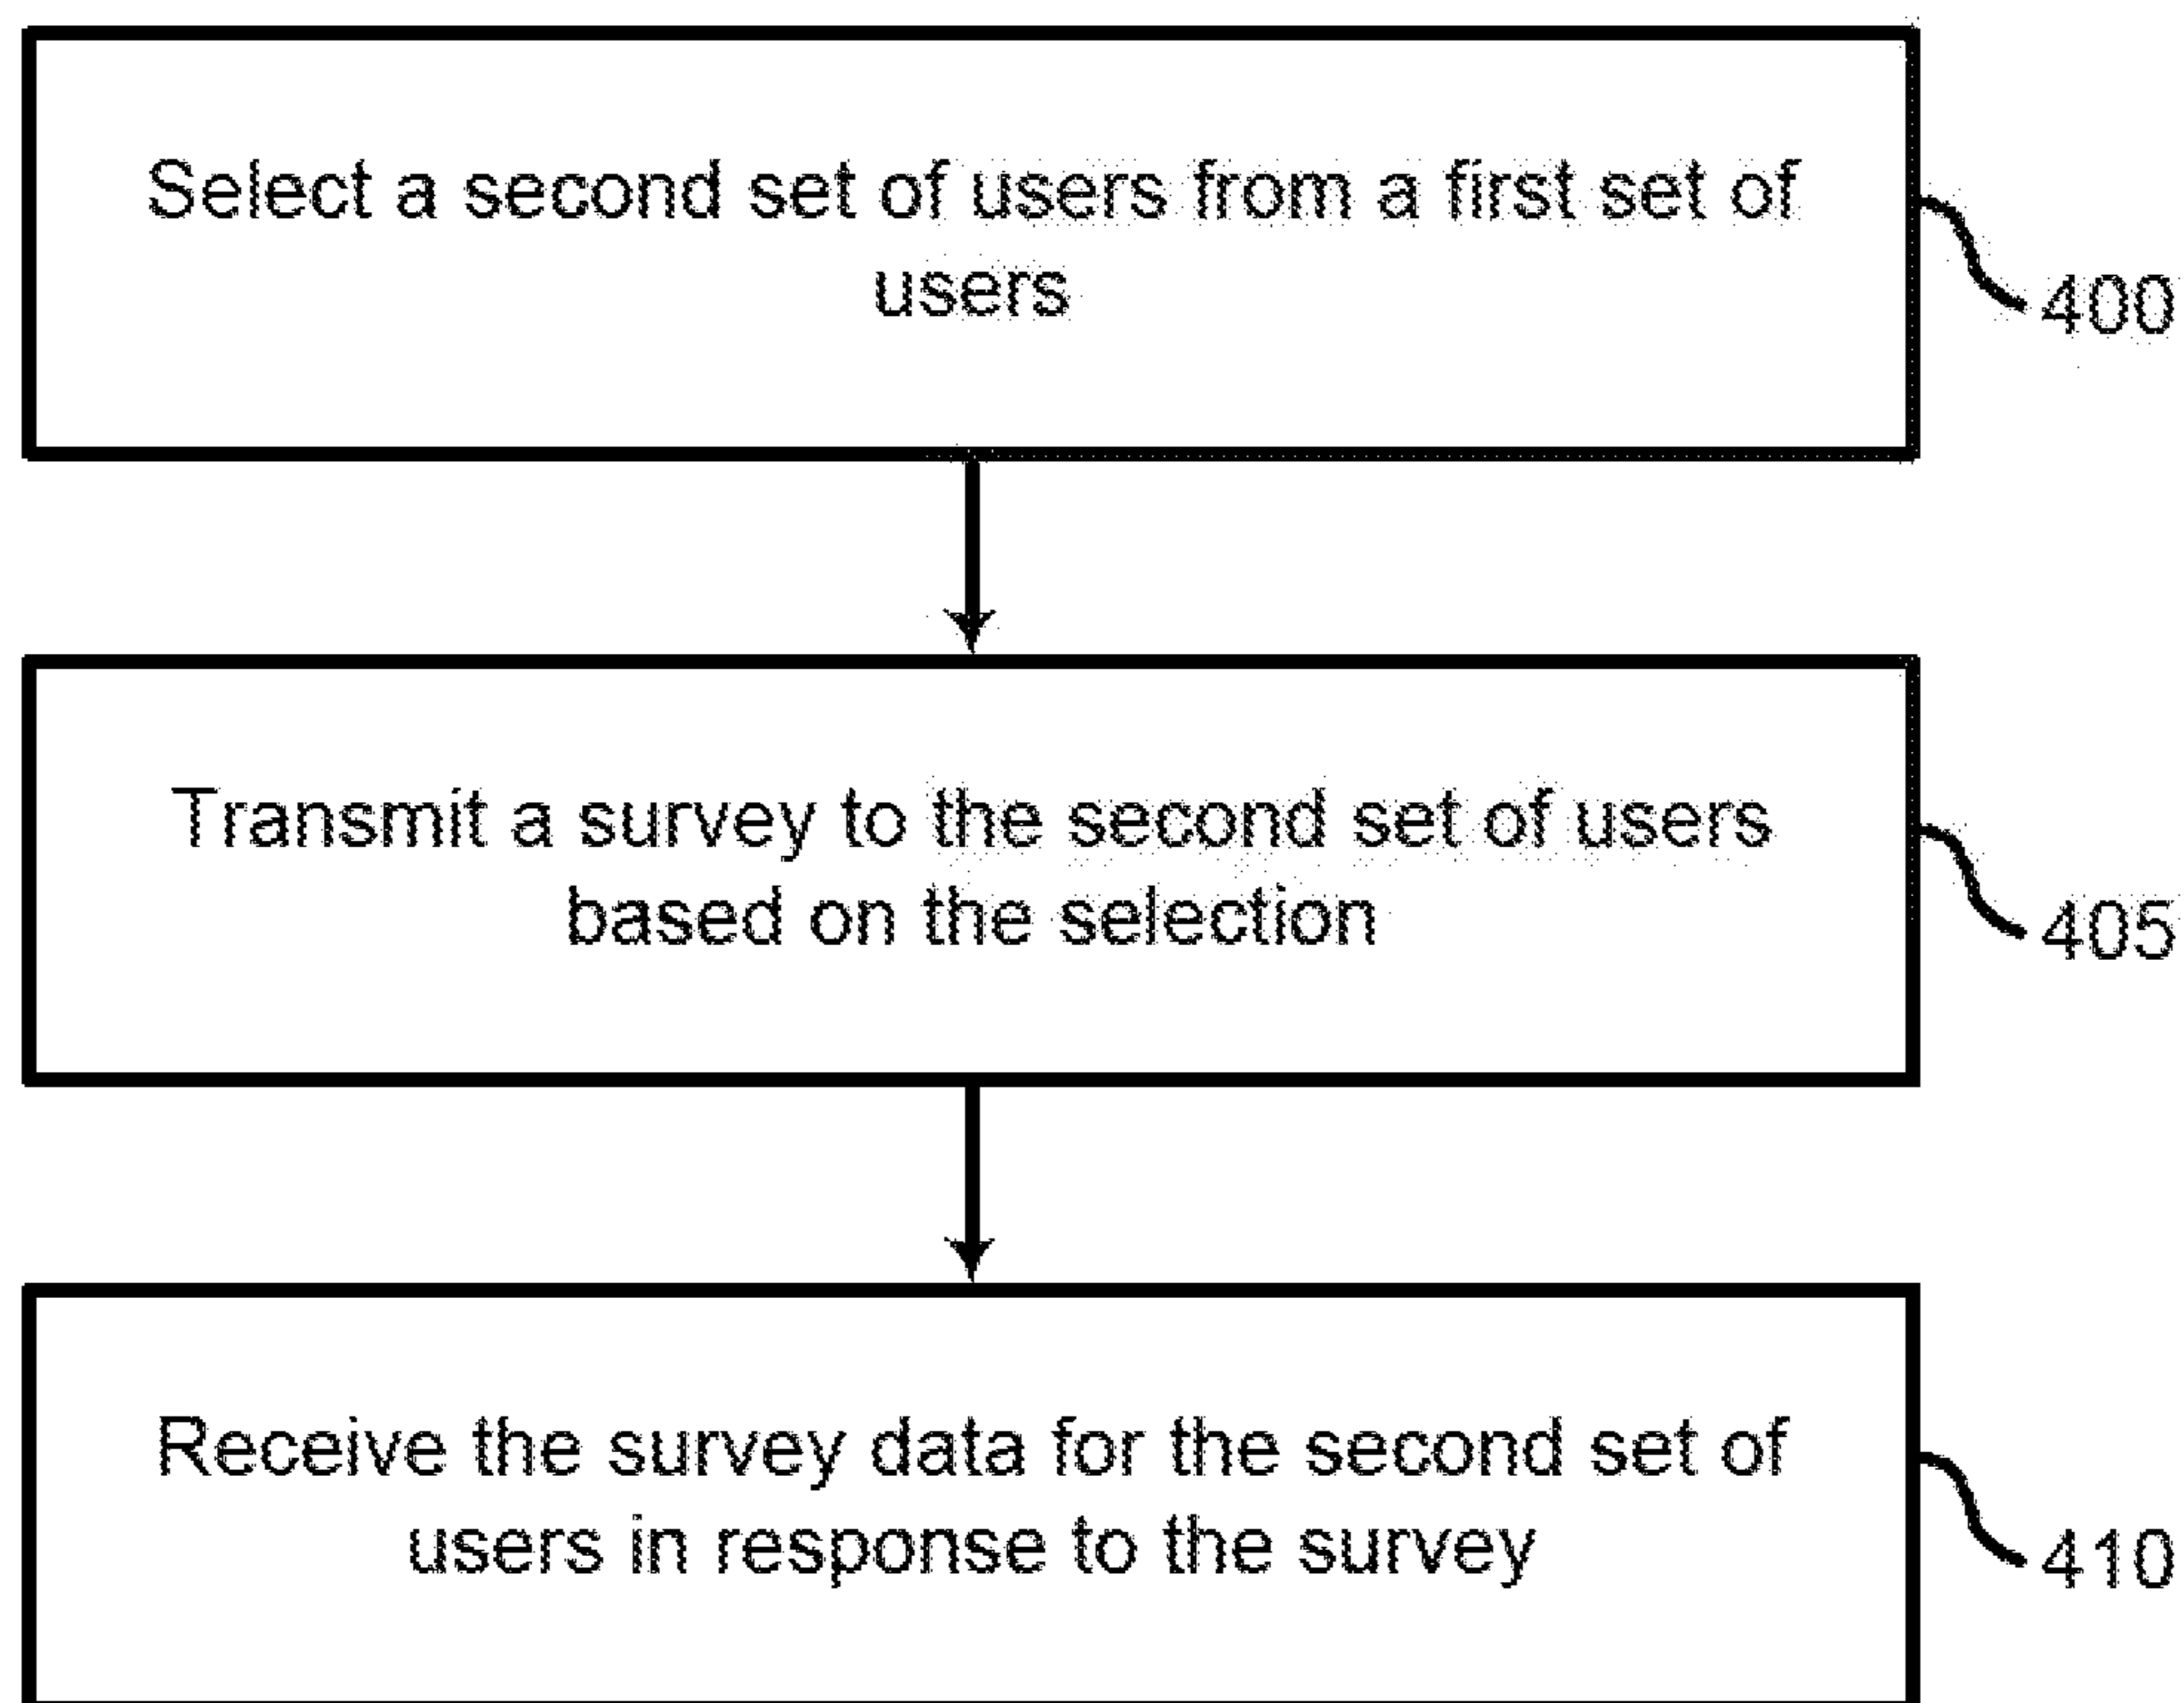 Select a second set of users from a first set of
users
400
Transmit a survey to the second set of users
based on the selection
405
Receive the survey data for the second set of
users in response to the survey
410